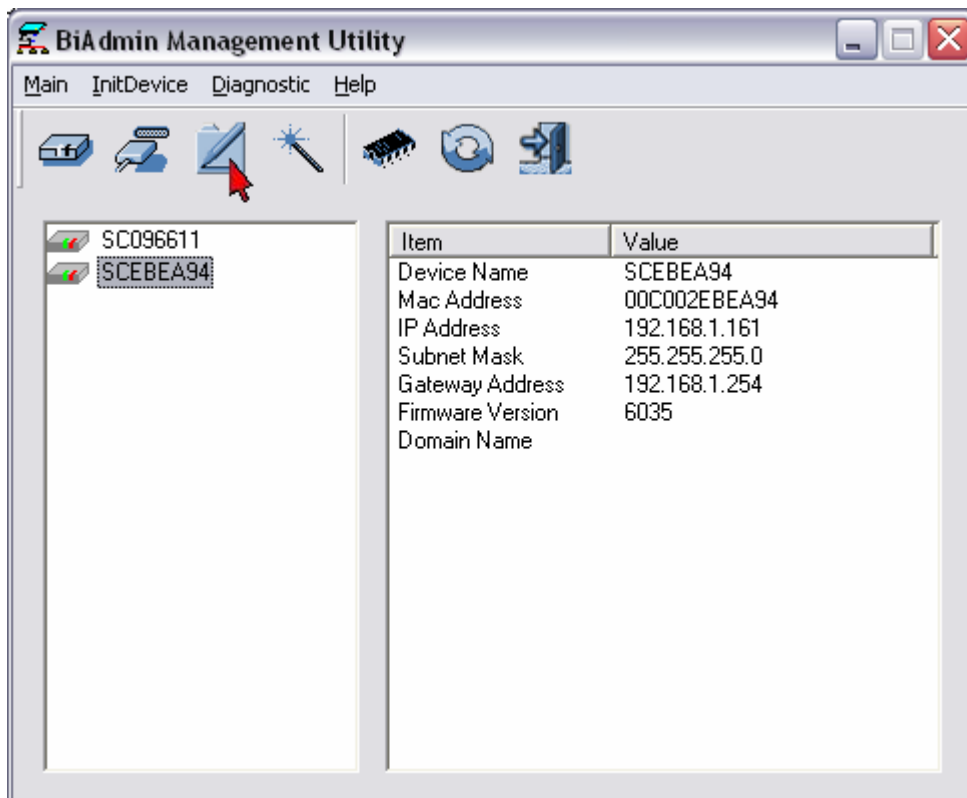 BiAdmin Management Utility
Main InitDevice Diagnostic Help
SC096611
SCEBEA94
Item Value
Device Name SCEBEA94
Mac Address 00C002EBEA94
IP Address 192.168.1.161
Subnet Mask 255.255.255.0
Gateway Address 192.168.1.254
Firmware Version 6035
Domain Name